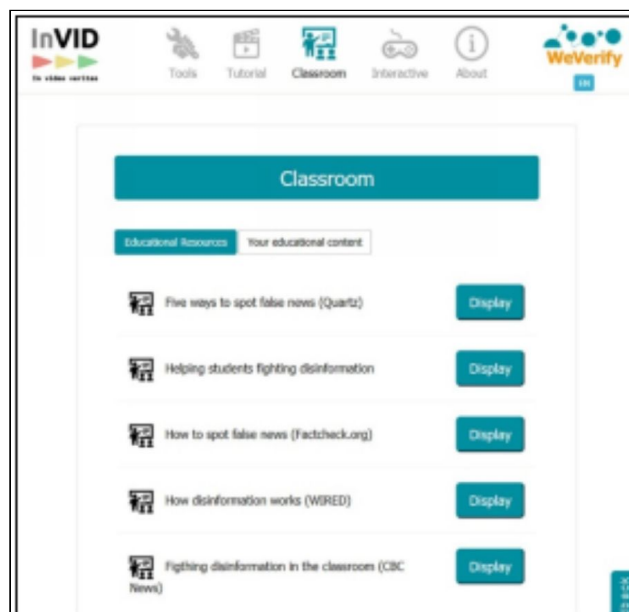 InVID
In video veritas
Tools
Tutorial
Classroom
Interactive
About
WeVerify
EN
Classroom
Educational Resources
Your educational content
Five ways to spot false news (Quartz)
Display
Helping students fighting disinformation
Display
How to spot false news (Factcheck.org)
Display
How disinformation works (WIRED)
Display
Figthing disinformation in the classroom (CBC
News)
Display